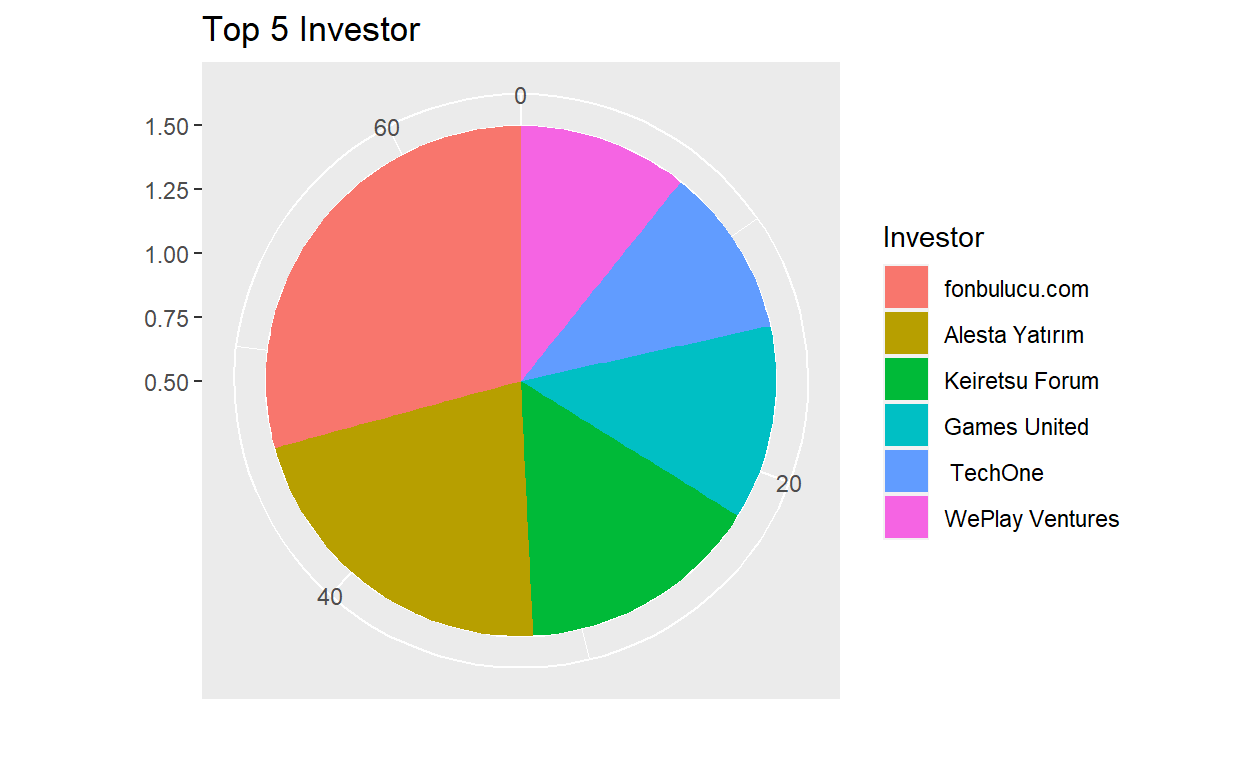 Top 5 Investor
0
60
1.50
1.25
1.00
0.75
0.50
20
40
Investor
fonbulucu.com
Alesta Yatırım
Keiretsu Forum
Games United
TechOne
WePlay Ventures